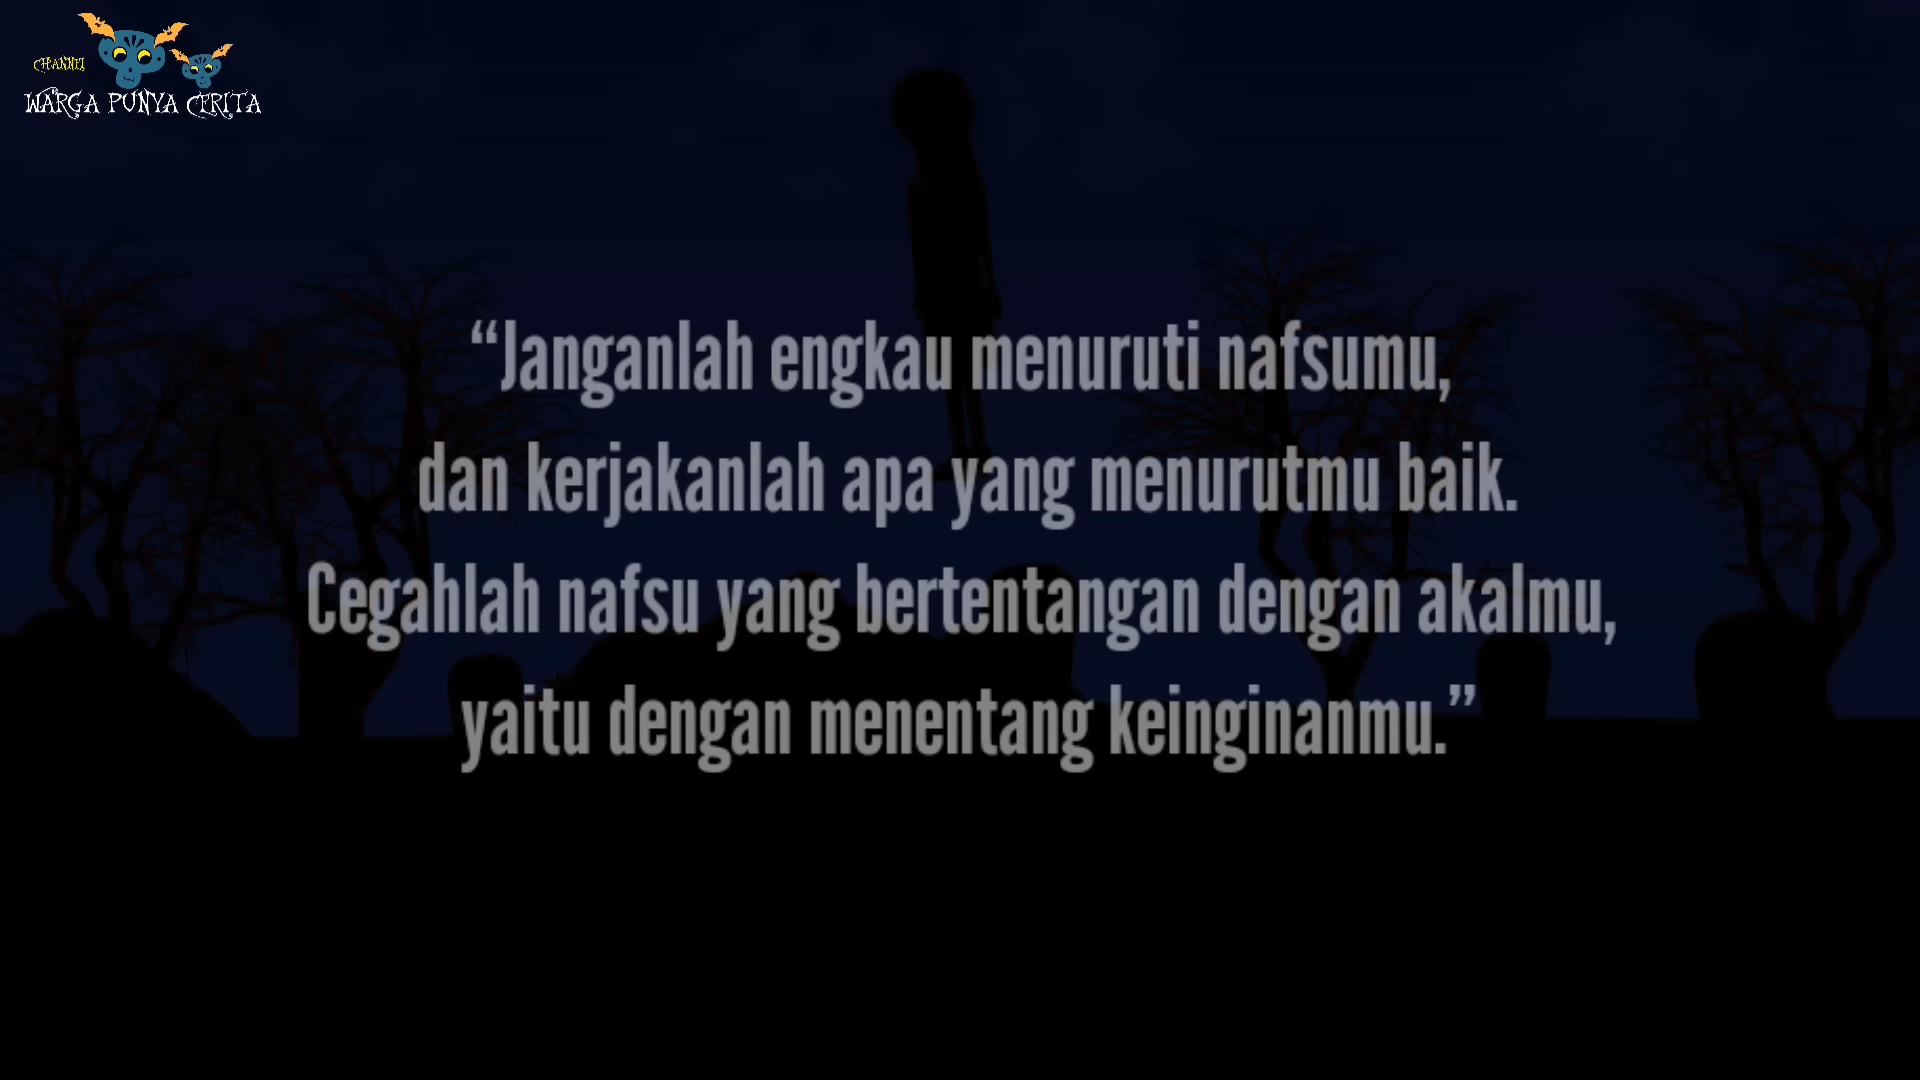 CHANNEL
WARGA PUNYA CERITA
“Janganlah engkau menuruti nafsumu,
dan kerjakanlah apa yang menurutmu baik.
Cegahlah nafsu yang bertentangan dengan akalmu,
yaitu dengan menentang keinginanmu.”